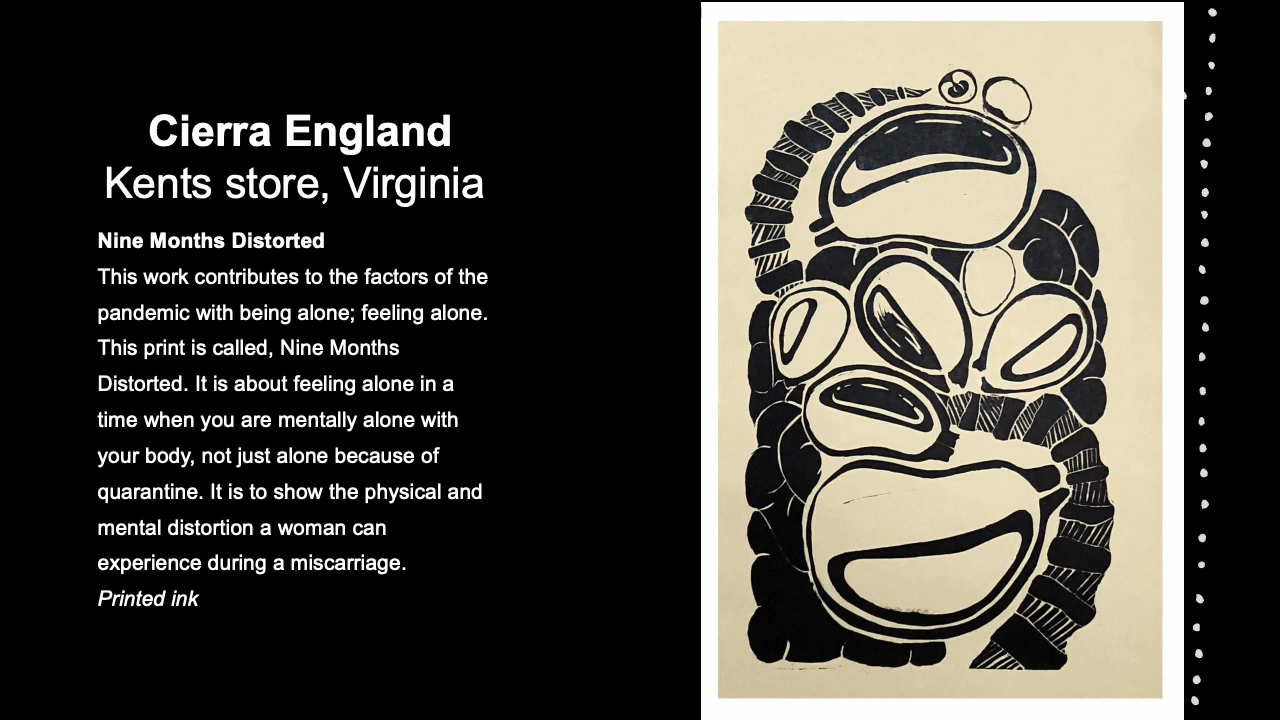 Cierra England
Kents store, Virginia
Nine Months Distorted
This work contributes to the factors of the
pandemic with being alone; feeling alone.
This print is called, Nine Months
Distorted. It is about feeling alone in a
time when you are mentally alone with
your body, not just alone because of
quarantine. It is to show the physical and
mental distortion a woman can
experience during a miscarriage.
Printed ink